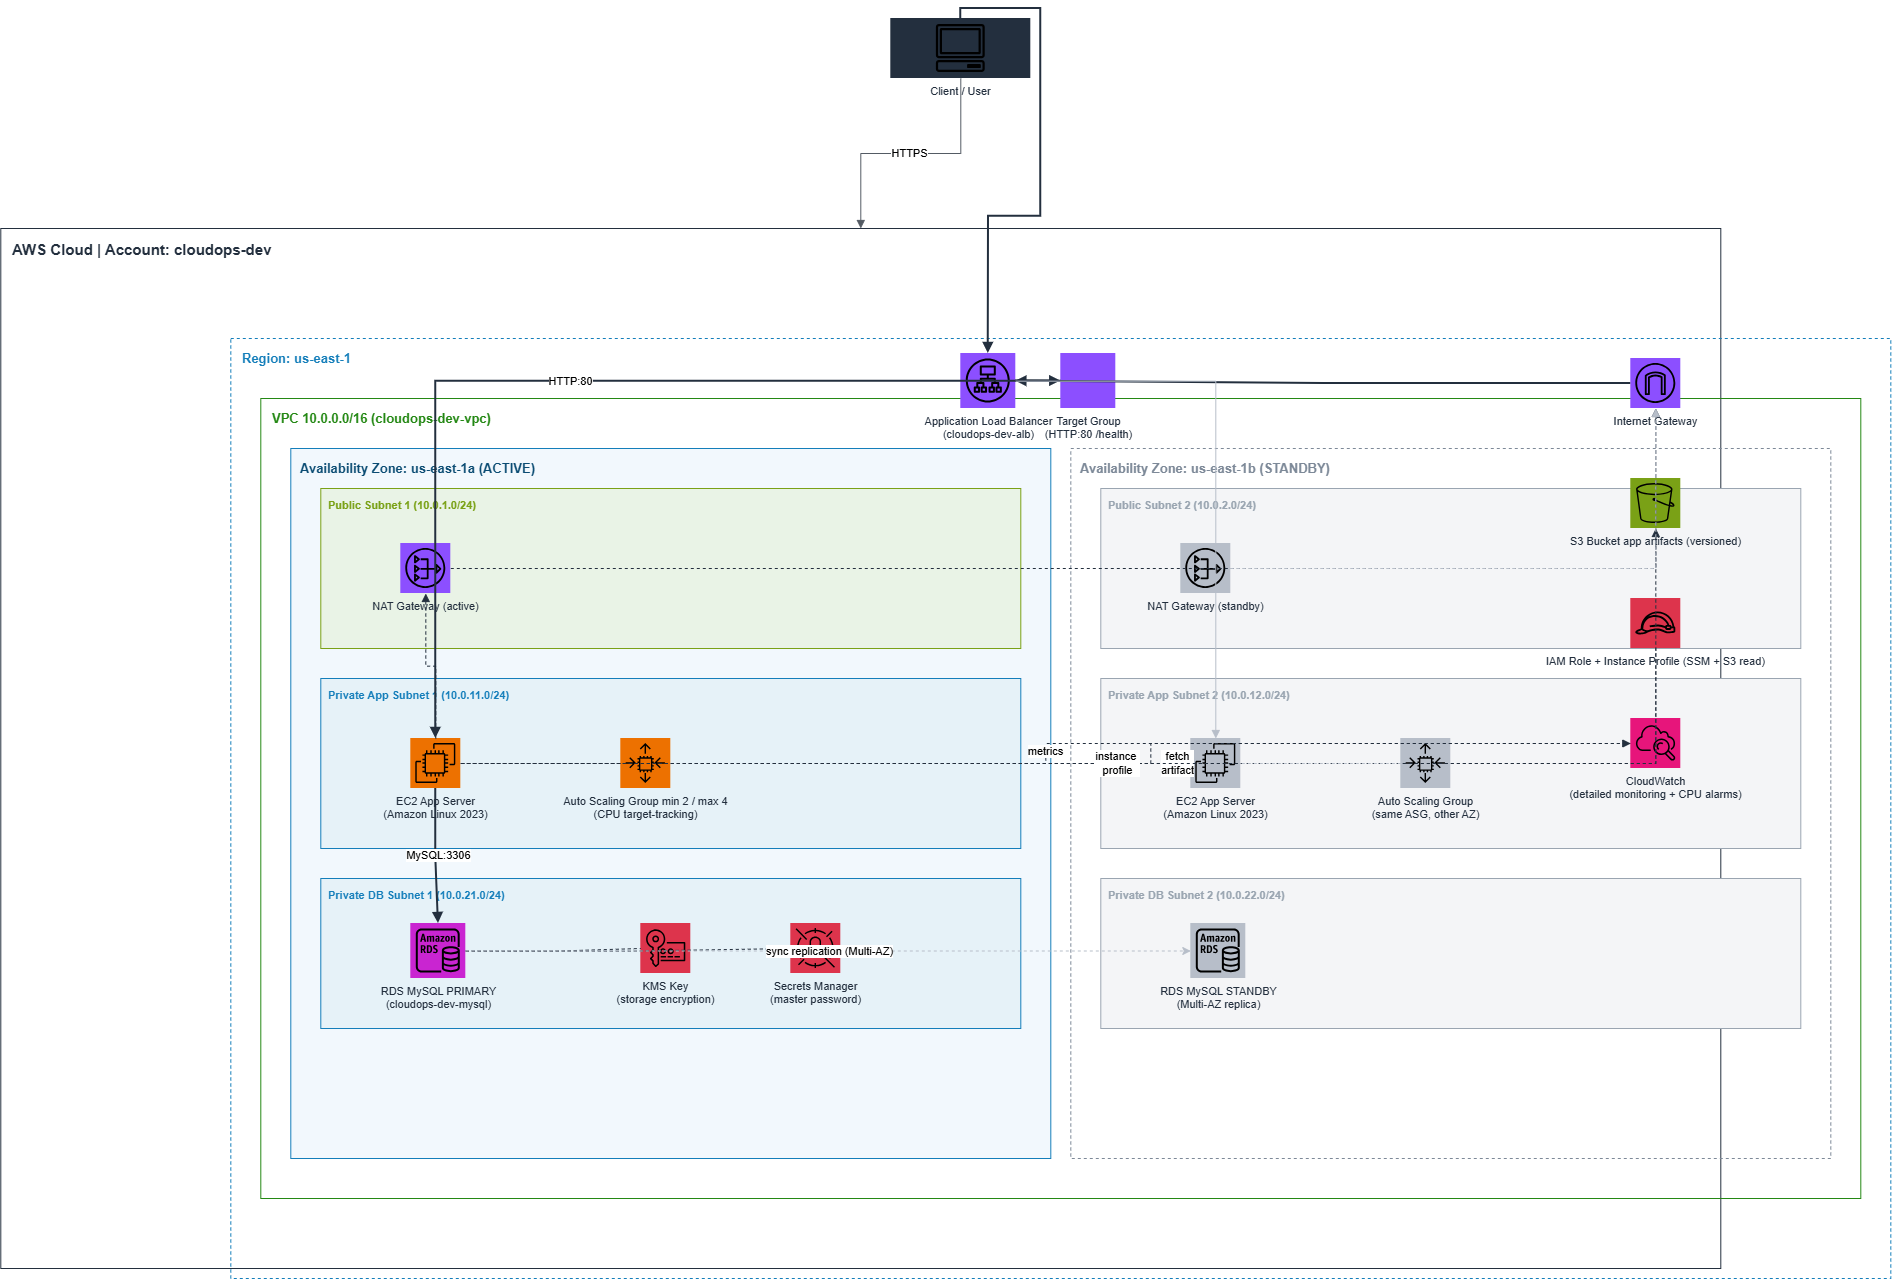 Client / User
HTTPS
AWS Cloud | Account: cloudops-dev
Region: us-east-1
HTTP:80
VPC 10.0.0.0/16 (cloudops-dev-vpc)
Application Load Balancer
(cloudops-dev-alb)
Target Group
(HTTP:80 /health)
Internet Gateway
Availability Zone: us-east-1a (ACTIVE)
Availability Zone: us-east-1b (STANDBY)
Public Subnet 1 (10.0.1.0/24)
Public Subnet 2 (10.0.2.0/24)
S3 Bucket app artifacts (versioned)
NAT Gateway (active)
NAT Gateway (standby)
IAM Role + Instance Profile (SSM + S3 read)
Private App Subnet 1 (10.0.11.0/24)
Private App Subnet 2 (10.0.12.0/24)
metrics
instance
profile
fetch
artifact
EC2 App Server
(Amazon Linux 2023)
Auto Scaling Group min 2 / max 4
(CPU target-tracking)
EC2 App Server
(Amazon Linux 2023)
Auto Scaling Group
(same ASG, other AZ)
CloudWatch
(detailed monitoring + CPU alarms)
MySQL:3306
Private DB Subnet 1 (10.0.21.0/24)
Private DB Subnet 2 (10.0.22.0/24)
Amazon
RDS
sync replication (Multi-AZ)
Amazon
RDS
RDS MySQL PRIMARY
(cloudops-dev-mysql)
KMS Key
(storage encryption)
Secrets Manager
(master password)
RDS MySQL STANDBY
(Multi-AZ replica)